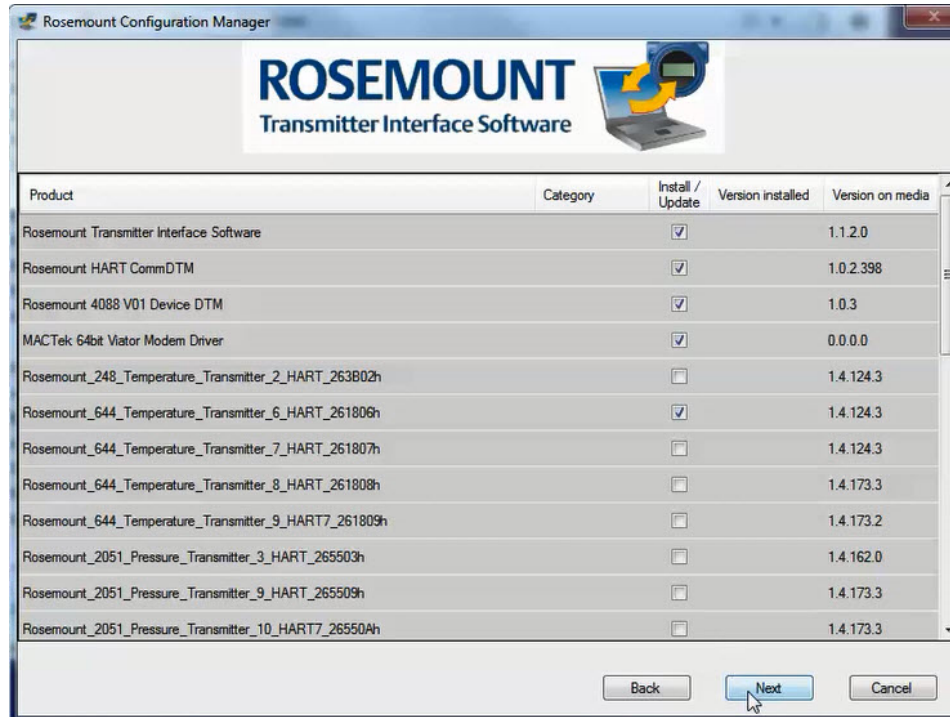 Rosemount Configuration Manager
ROSEMOUNT
Transmitter Interface Software
Product Category Install / Update Version installed Version on media
Rosemount Transmitter Interface Software 1.1.2.0
Rosemount HART CommDTM 1.0.2.398
Rosemount 4088 V01 Device DTM 1.0.3
MACTek 64bit Viator Modem Driver 0.0.0.0
Rosemount_248_Temperature_Transmitter_2_HART_263B02h 1.4.124.3
Rosemount_644_Temperature_Transmitter_6_HART_261806h 1.4.124.3
Rosemount_644_Temperature_Transmitter_7_HART_261807h 1.4.124.3
Rosemount_644_Temperature_Transmitter_8_HART_261808h 1.4.173.3
Rosemount_644_Temperature_Transmitter_9_HART7_261809h 1.4.173.2
Rosemount_2051_Pressure_Transmitter_3_HART_265503h 1.4.162.0
Rosemount_2051_Pressure_Transmitter_9_HART_265509h 1.4.173.3
Rosemount_2051_Pressure_Transmitter_10_HART7_26550Ah 1.4.173.3
Back Next Cancel